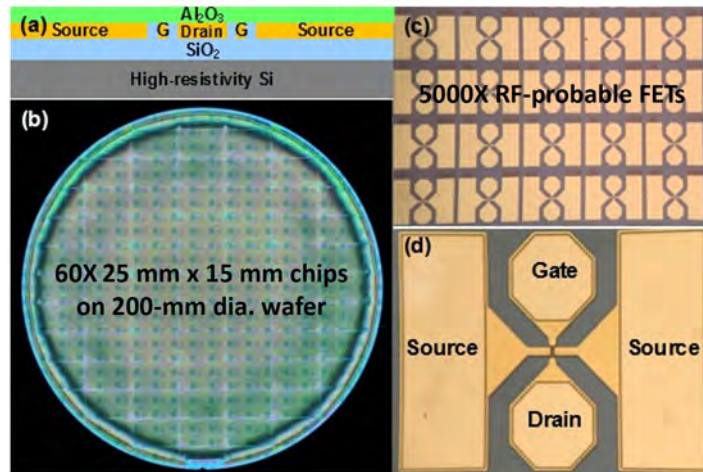 (a)
Al₂O₃
Source G Drain G Source
SiO₂
High-resistivity Si
(b)
60X 25 mm x 15 mm chips
on 200-mm dia. wafer
(c)
5000X RF-probable FETs
(d)
Gate
Source Source
Drain